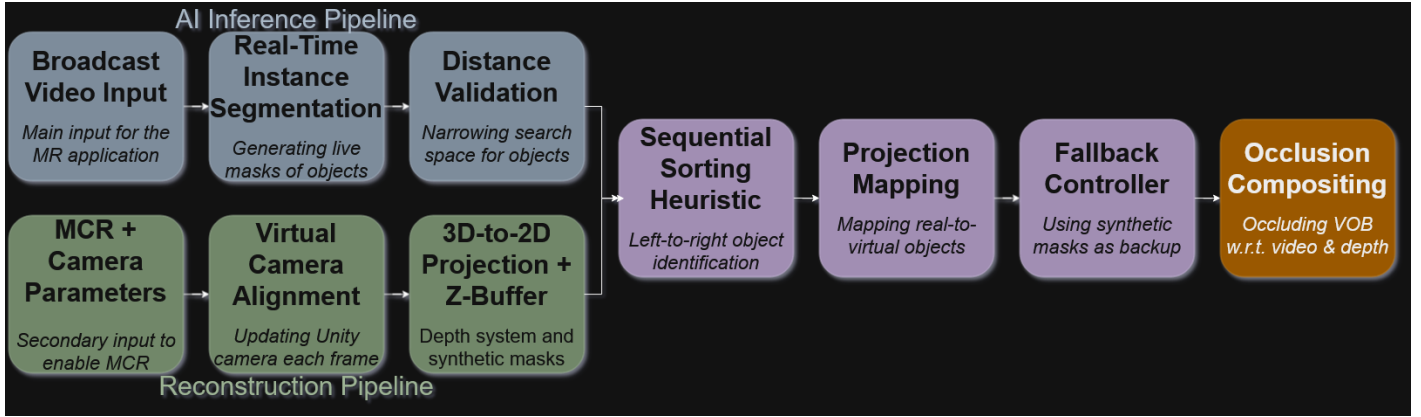 AI Inference Pipeline
Broadcast
Video Input
Main input for the
MR application
Real-Time
Instance
Segmentation
Generating live
masks of objects
Distance
Validation
Narrowing search
space for objects
MCR +
Camera
Parameters
Secondary input to
enable MCR
Virtual
Camera
Alignment
Updating Unity
camera each frame
3D-to-2D
Projection +
Z-Buffer
Depth system and
synthetic masks
Reconstruction Pipeline
Sequential
Sorting
Heuristic
Left-to-right object
identification
Projection
Mapping
Mapping real-to-
virtual objects
Fallback
Controller
Using synthetic
masks as backup
Occlusion
Compositing
Occluding VOB
w.r.t. video & depth